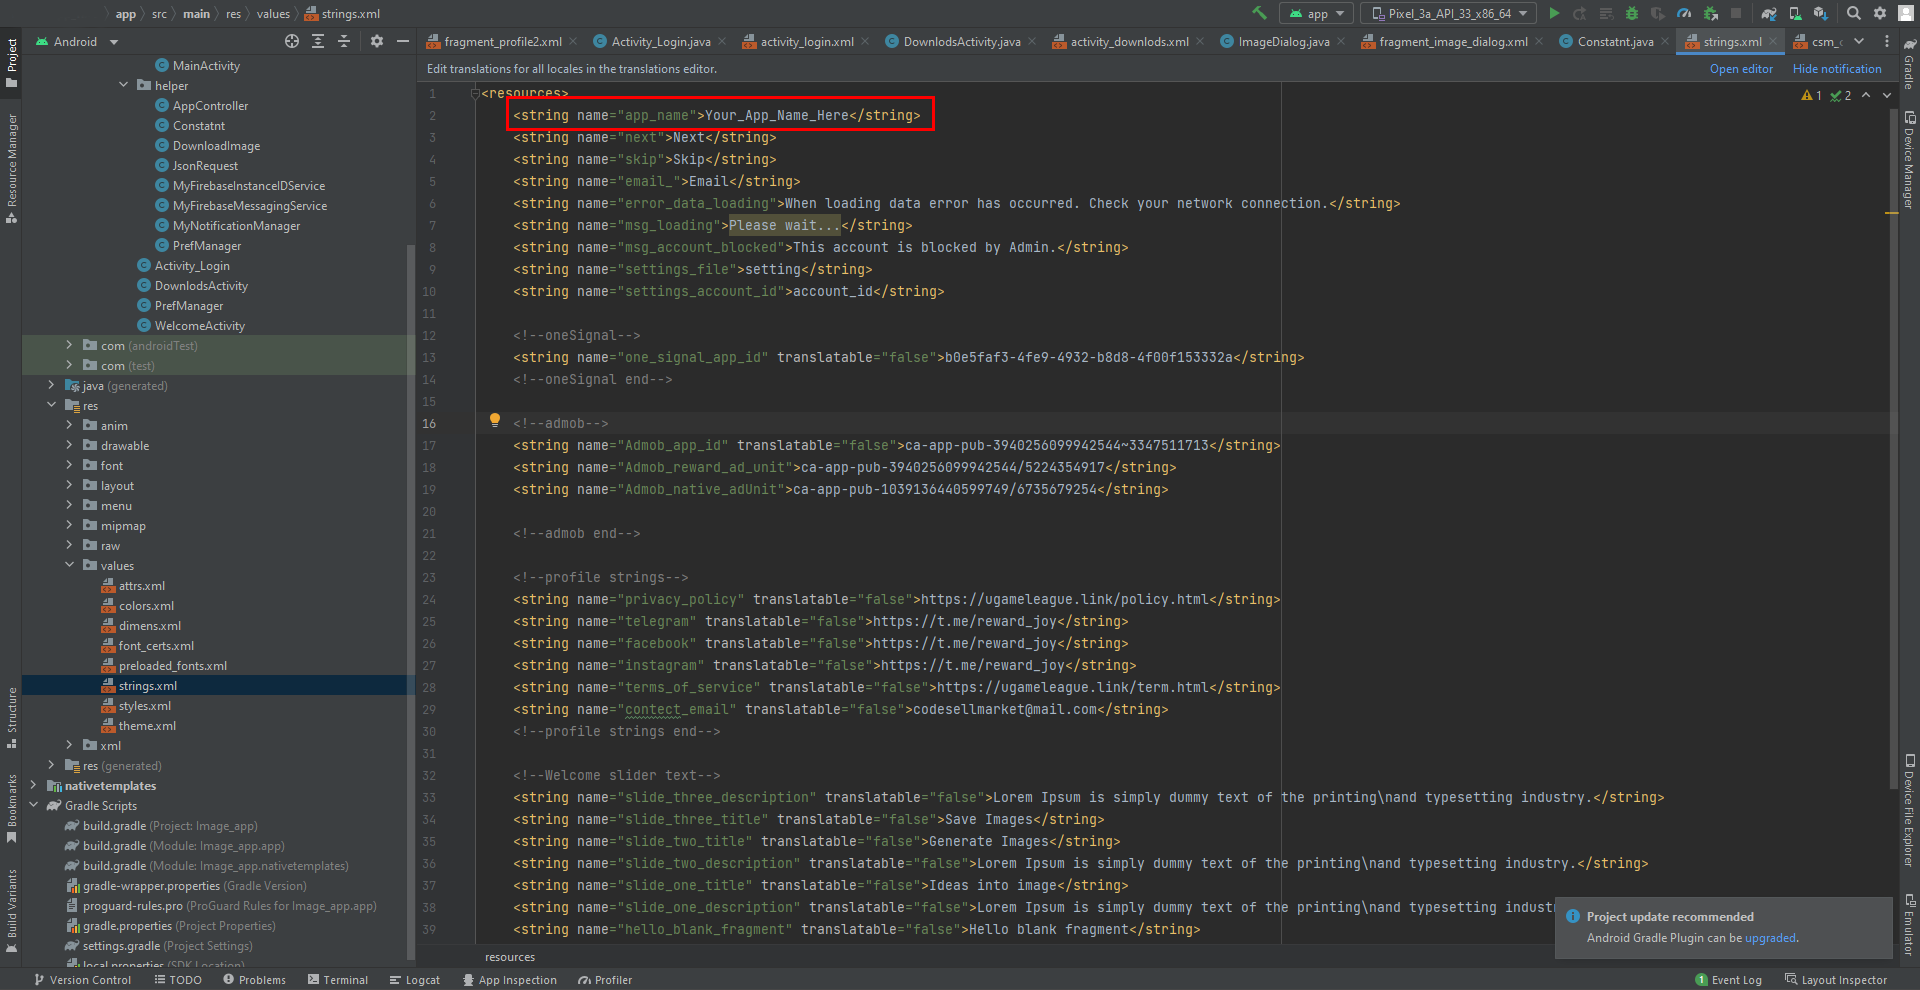 app src main res values strings.xml
app Pixel_3a_API_33_x86_64
Project
Resource Manager
Structure
Bookmarks
Build Variants
Android
MainActivity
helper
AppController
Constatnt
DownloadImage
JsonRequest
MyFirebaseInstanceIDService
MyFirebaseMessagingService
MyNotificationManager
PrefManager
Activity_Login
DownlodsActivity
PrefManager
WelcomeActivity
com (androidTest)
com (test)
java (generated)
res
anim
drawable
font
layout
menu
mipmap
raw
values
attrs.xml
colors.xml
dimens.xml
font_certs.xml
preloaded_fonts.xml
strings.xml
styles.xml
theme.xml
xml
res (generated)
nativetemplates
Gradle Scripts
build.gradle (Project: Image_app)
build.gradle (Module: Image_app.app)
build.gradle (Module: Image_app.nativetemplates)
gradle-wrapper.properties (Gradle Version)
proguard-rules.pro (ProGuard Rules for Image_app.app)
gradle.properties (Project Properties)
settings.gradle (Project Settings)
local.properties (SDK Location)
fragment_profile2.xml Activity_Login.java activity_login.xml DownlodsActivity.java activity_downlods.xml ImageDialog.java fragment_image_dialog.xml Constatnt.java strings.xml csm_
Edit translations for all locales in the translations editor. Open editor Hide notification
1 <resources>
2 <string name="app_name">Your_App_Name_Here</string>
3 <string name="next">Next</string>
4 <string name="skip">Skip</string>
5 <string name="email_">Email</string>
6 <string name="error_data_loading">When loading data error has occurred. Check your network connection.</string>
7 <string name="msg_loading">Please wait...</string>
8 <string name="msg_account_blocked">This account is blocked by Admin.</string>
9 <string name="settings_file">setting</string>
10 <string name="settings_account_id">account_id</string>
11
12 <!--oneSignal-->
13 <string name="one_signal_app_id" translatable="false">b0e5faf3-4fe9-4932-b8d8-4f00f153332a</string>
14 <!--oneSignal end-->
15
16 <!--admob-->
17 <string name="Admob_app_id" translatable="false">ca-app-pub-3940256099942544~3347511713</string>
18 <string name="Admob_reward_ad_unit">ca-app-pub-3940256099942544/5224354917</string>
19 <string name="Admob_native_adUnit">ca-app-pub-1039136440599749/6735679254</string>
20
21 <!--admob end-->
22
23 <!--profile strings-->
24 <string name="privacy_policy" translatable="false">https://ugameleague.link/policy.html</string>
25 <string name="telegram" translatable="false">https://t.me/reward_joy</string>
26 <string name="facebook" translatable="false">https://t.me/reward_joy</string>
27 <string name="instagram" translatable="false">https://t.me/reward_joy</string>
28 <string name="terms_of_service" translatable="false">https://ugameleague.link/term.html</string>
29 <string name="contect_email" translatable="false">codesellmarket@mail.com</string>
30 <!--profile strings end-->
31
32 <!--Welcome slider text-->
33 <string name="slide_three_description" translatable="false">Lorem Ipsum is simply dummy text of the printing\nand typesetting industry.</string>
34 <string name="slide_three_title" translatable="false">Save Images</string>
35 <string name="slide_two_title" translatable="false">Generate Images</string>
36 <string name="slide_two_description" translatable="false">Lorem Ipsum is simply dummy text of the printing\nand typesetting industry.</string>
37 <string name="slide_one_title" translatable="false">Ideas into image</string>
38 <string name="slide_one_description" translatable="false">Lorem Ipsum is simply dummy text of the printing\nand typesetting indust
39 <string name="hello_blank_fragment" translatable="false">Hello blank fragment</string>
1 2
Gradle
Device Manager
Device File Explorer
Emulator
Project update recommended
Android Gradle Plugin can be upgraded.
resources
Version Control TODO Problems Terminal Logcat App Inspection Profiler 1 Event Log Layout Inspector